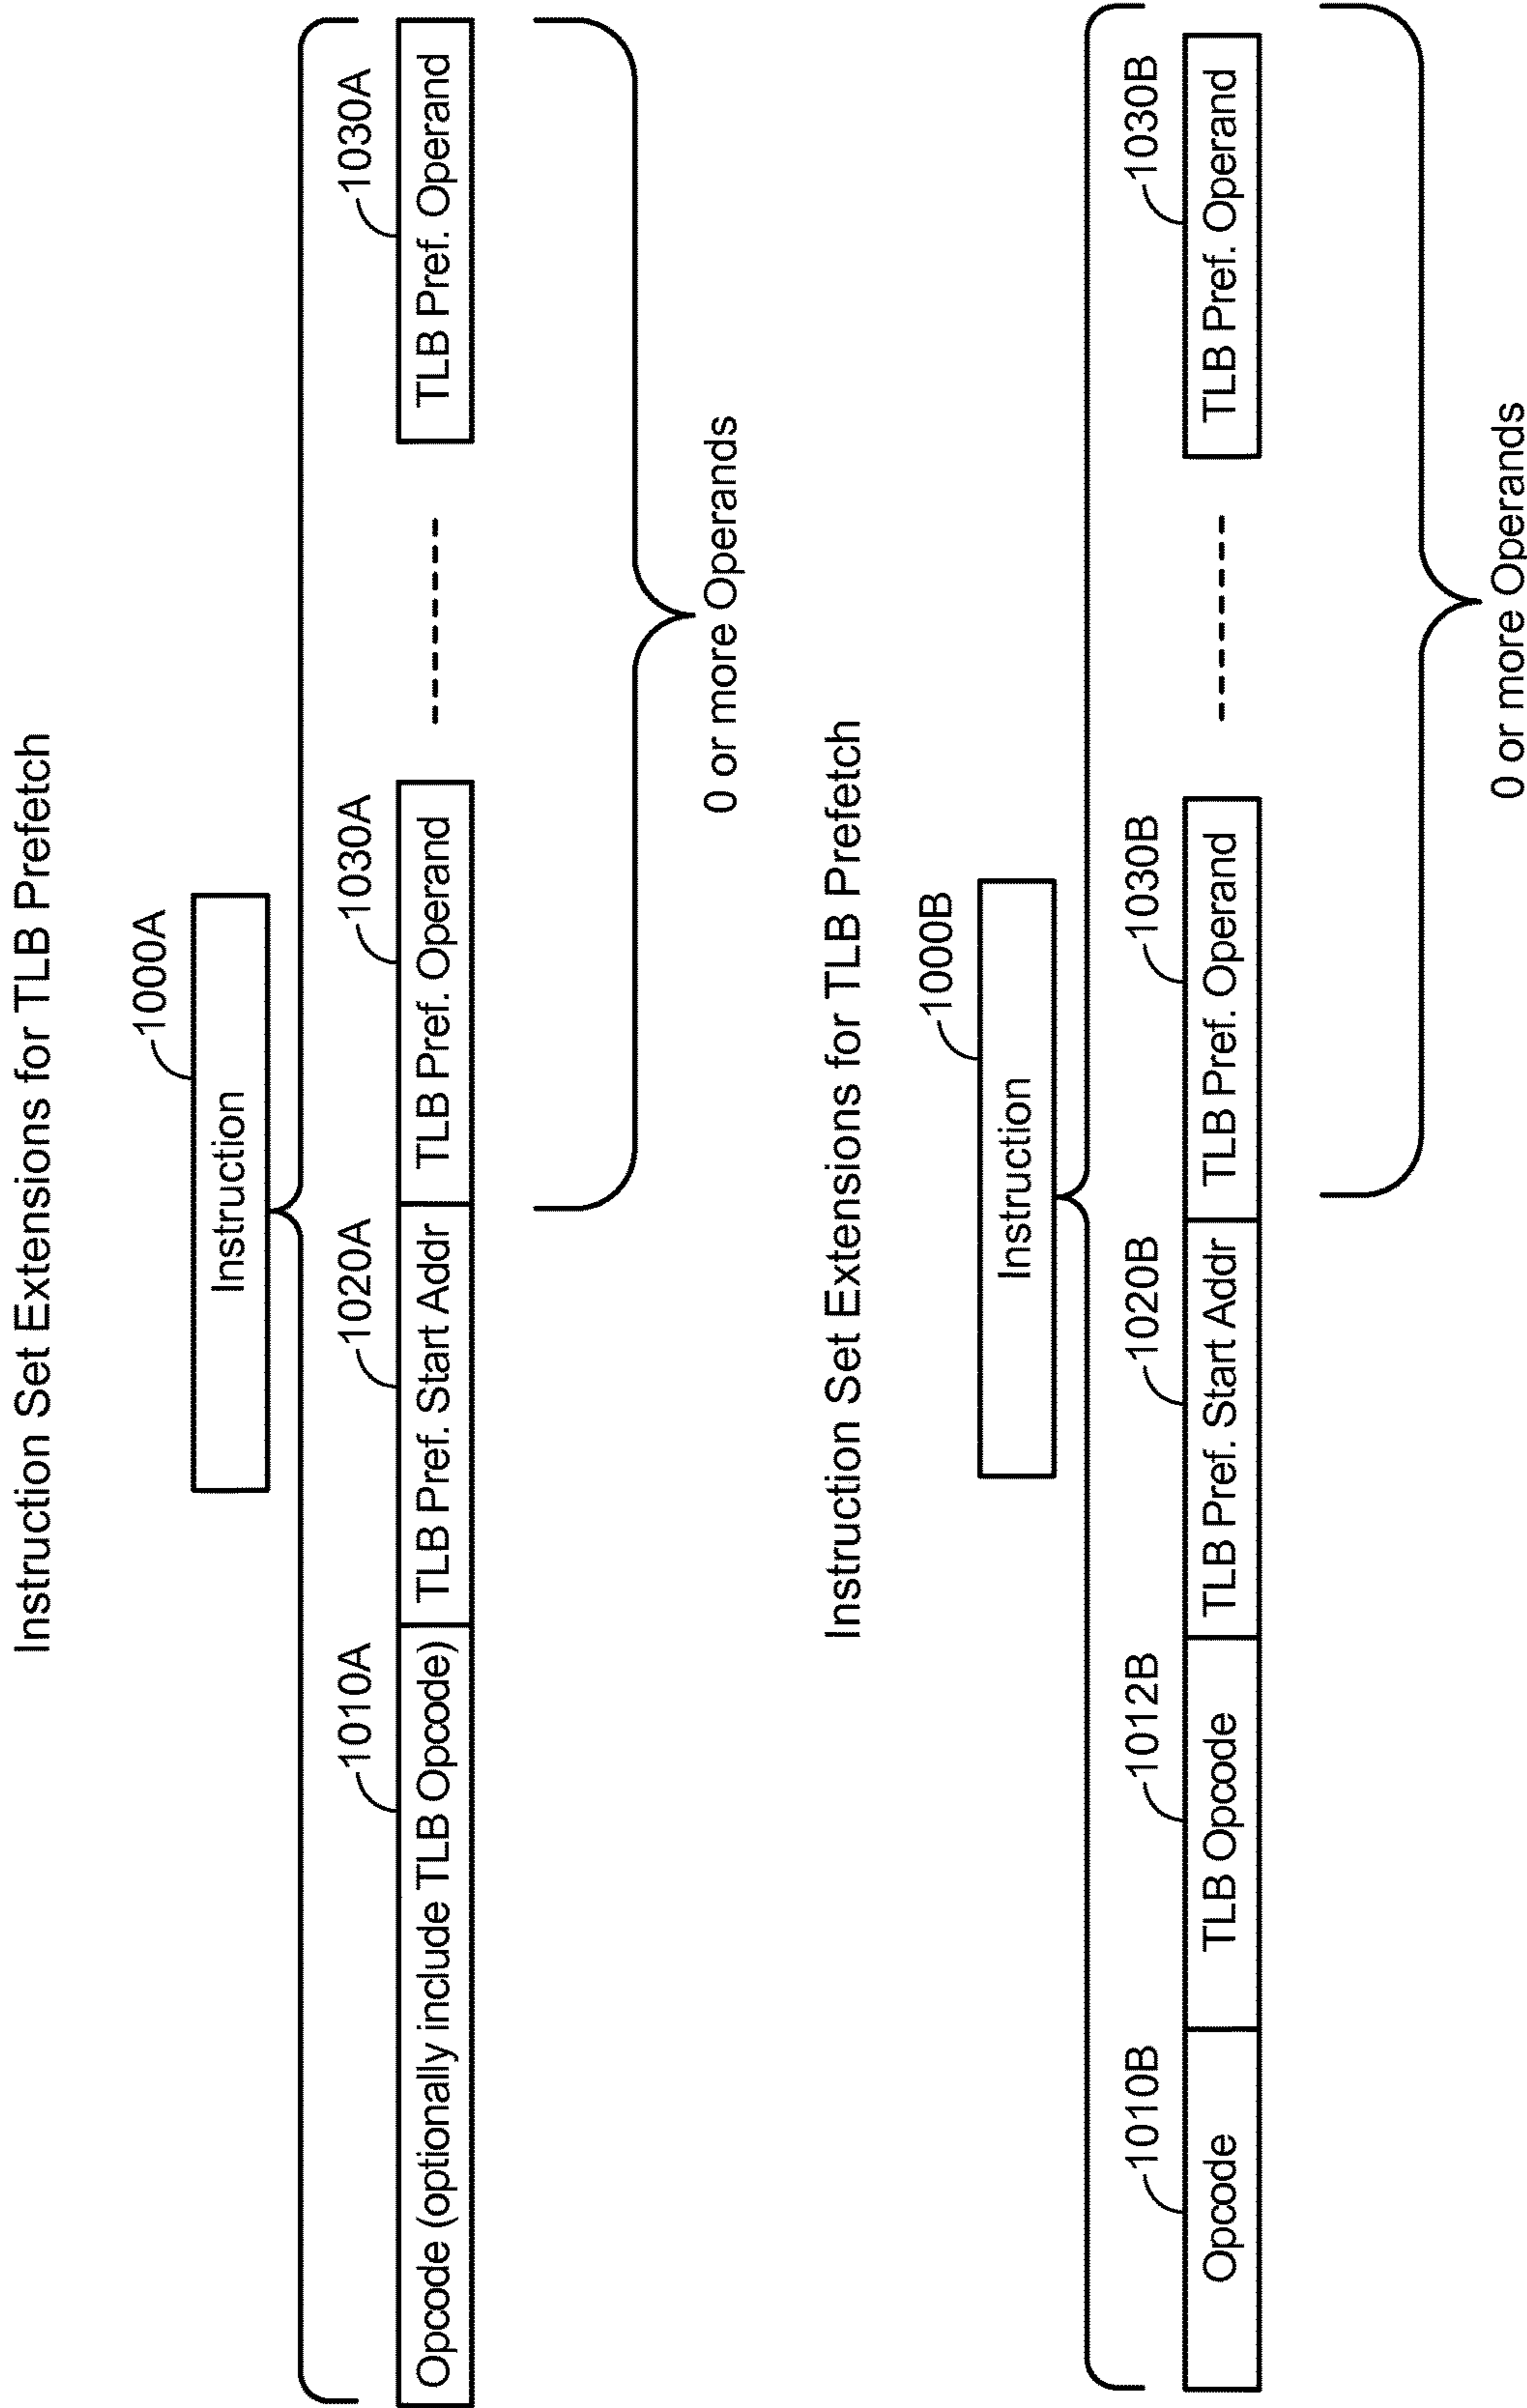 Instruction Set Extensions for TLB Prefetch
1000A
Instruction
1010A
1020A
1030A
1030A
Opcode (optionally include TLB Opcode)
TLB Pref. Start Addr
TLB Pref. Operand
TLB Pref. Operand
0 or more Operands
Instruction Set Extensions for TLB Prefetch
1000B
Instruction
1010B
1012B
1020B
1030B
1030B
Opcode
TLB Opcode
TLB Pref. Start Addr
TLB Pref. Operand
TLB Pref. Operand
0 or more Operands